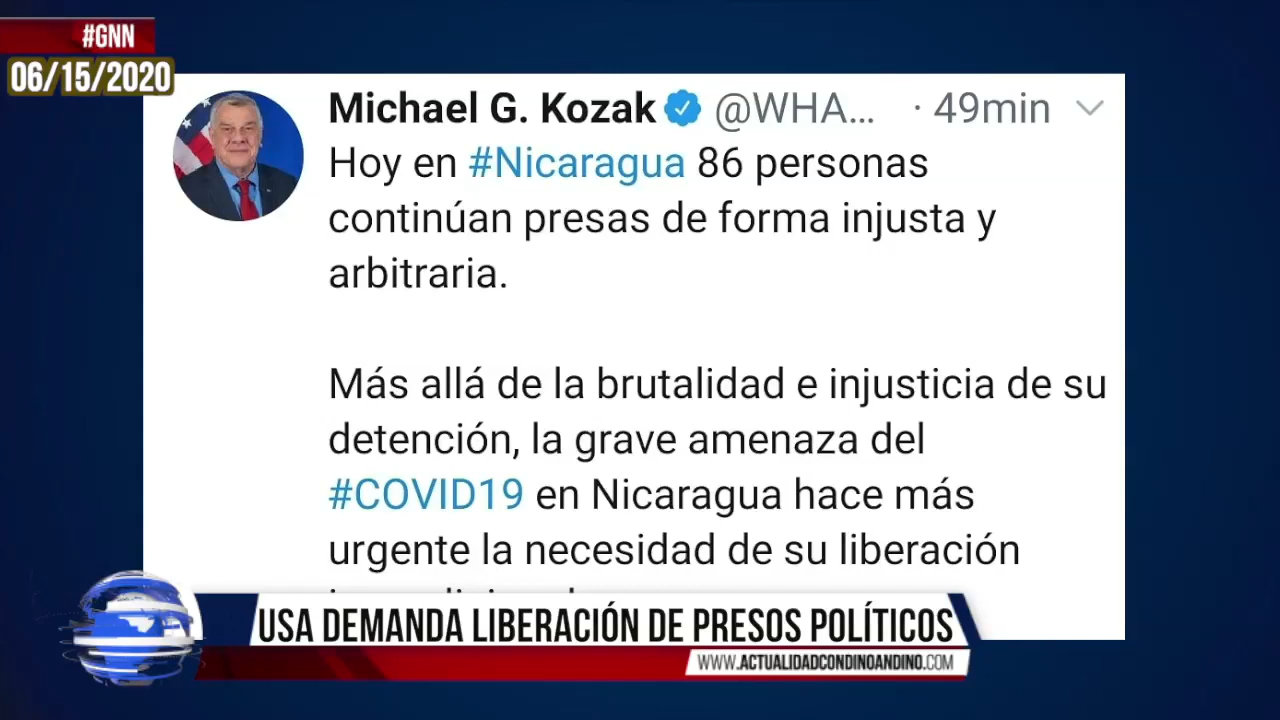 #GNN
06/15/2020
Michael G. Kozak @WHA... · 49min
Hoy en #Nicaragua 86 personas
continúan presas de forma injusta y
arbitraria.
Más allá de la brutalidad e injusticia de su
detención, la grave amenaza del
#COVID19 en Nicaragua hace más
urgente la necesidad de su liberación
USA DEMANDA LIBERACIÓN DE PRESOS POLÍTICOS
WWW.ACTUALIDADCONDINOANDINO.COM